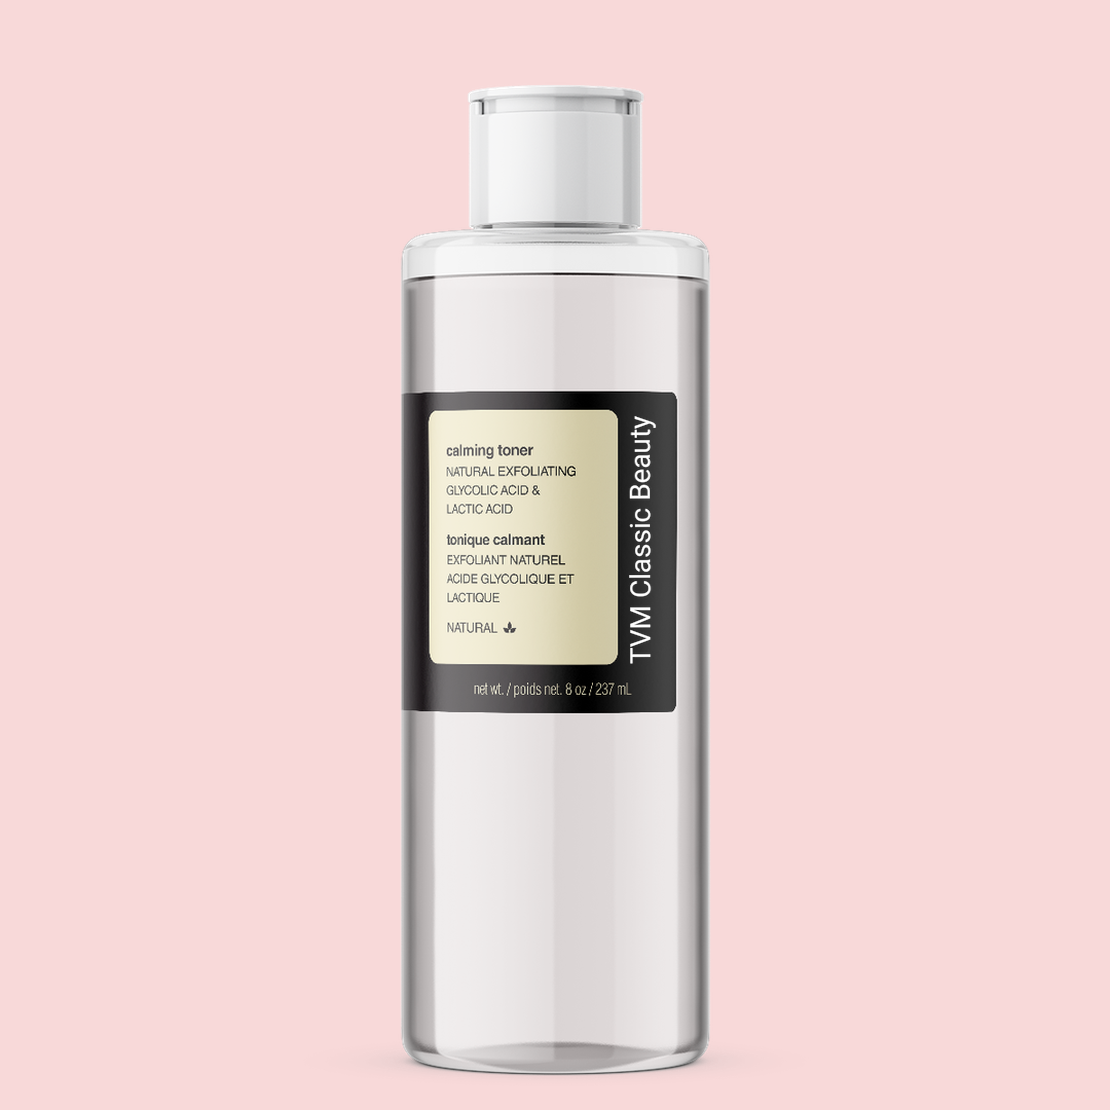 calming toner
NATURAL EXFOLIATING
GLYCOLIC ACID &
LACTIC ACID
tonique calmant
EXFOLIANT NATUREL
ACIDE GLYCOLIQUE ET
LACTIQUE
NATURAL
net wt. / poids net. 8 oz / 237 mL
TVM Classic Beauty